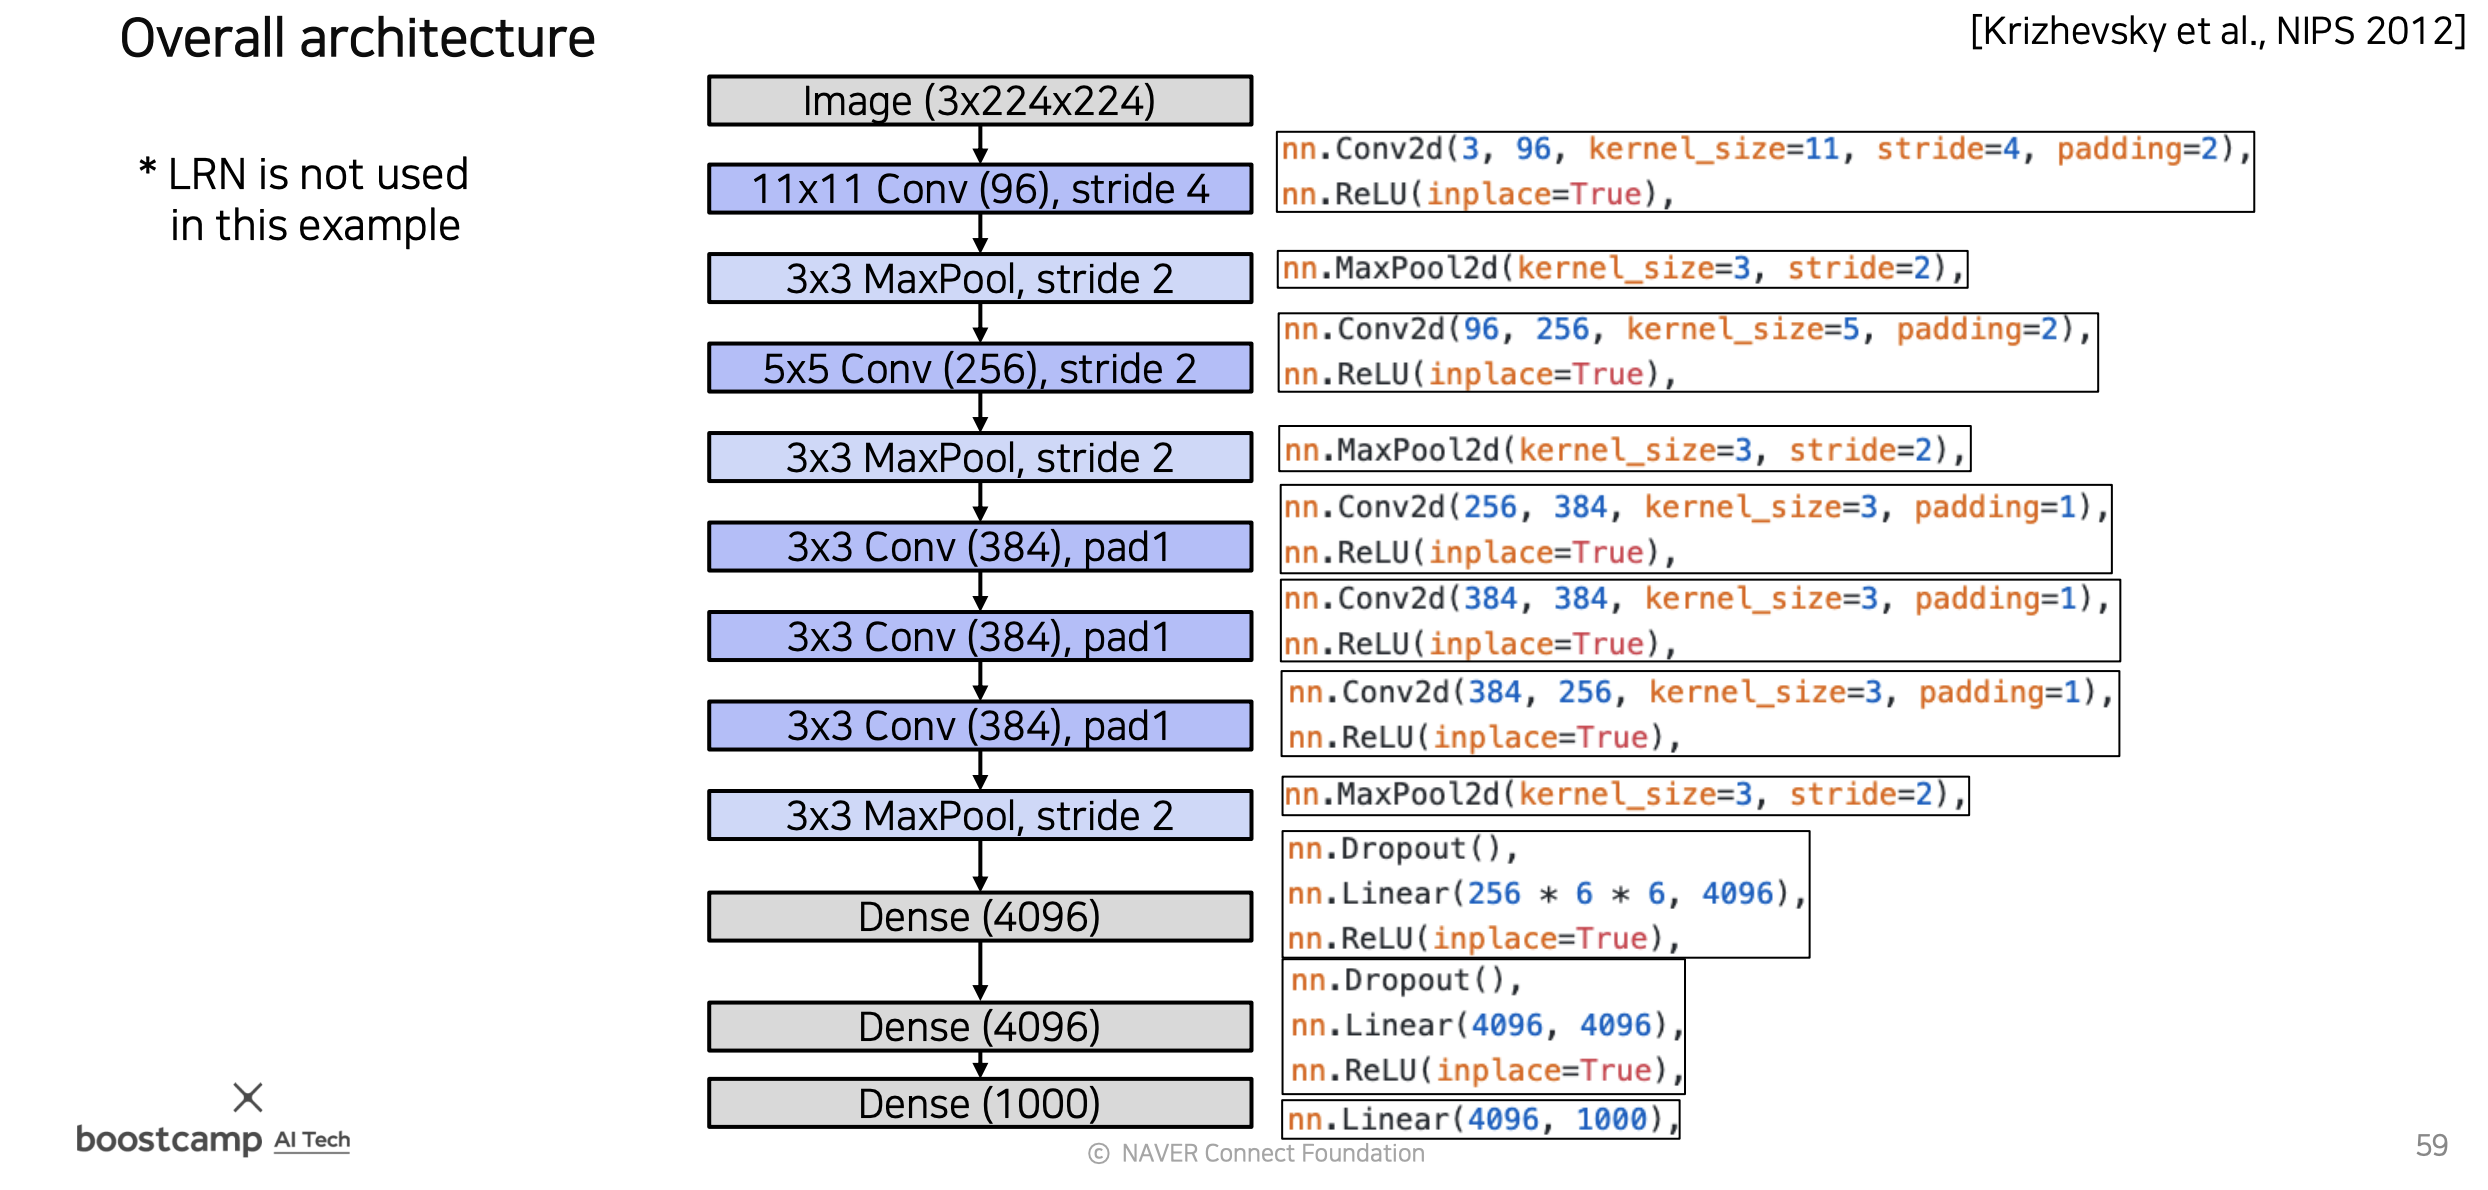 Overall architecture
[Krizhevsky et al., NIPS 2012]
* LRN is not used
in this example
Image (3x224x224)
11x11 Conv (96), stride 4
3x3 MaxPool, stride 2
5x5 Conv (256), stride 2
3x3 MaxPool, stride 2
3x3 Conv (384), pad1
3x3 Conv (384), pad1
3x3 Conv (384), pad1
3x3 MaxPool, stride 2
Dense (4096)
Dense (4096)
Dense (1000)
nn.Conv2d(3, 96, kernel_size=11, stride=4, padding=2),
nn.ReLU(inplace=True),
nn.MaxPool2d(kernel_size=3, stride=2),
nn.Conv2d(96, 256, kernel_size=5, padding=2),
nn.ReLU(inplace=True),
nn.MaxPool2d(kernel_size=3, stride=2),
nn.Conv2d(256, 384, kernel_size=3, padding=1),
nn.ReLU(inplace=True),
nn.Conv2d(384, 384, kernel_size=3, padding=1),
nn.ReLU(inplace=True),
nn.Conv2d(384, 256, kernel_size=3, padding=1),
nn.ReLU(inplace=True),
nn.MaxPool2d(kernel_size=3, stride=2),
nn.Dropout(),
nn.Linear(256 * 6 * 6, 4096),
nn.ReLU(inplace=True),
nn.Dropout(),
nn.Linear(4096, 4096),
nn.ReLU(inplace=True),
nn.Linear(4096, 1000),
boostcamp AI Tech
© NAVER Connect Foundation
59